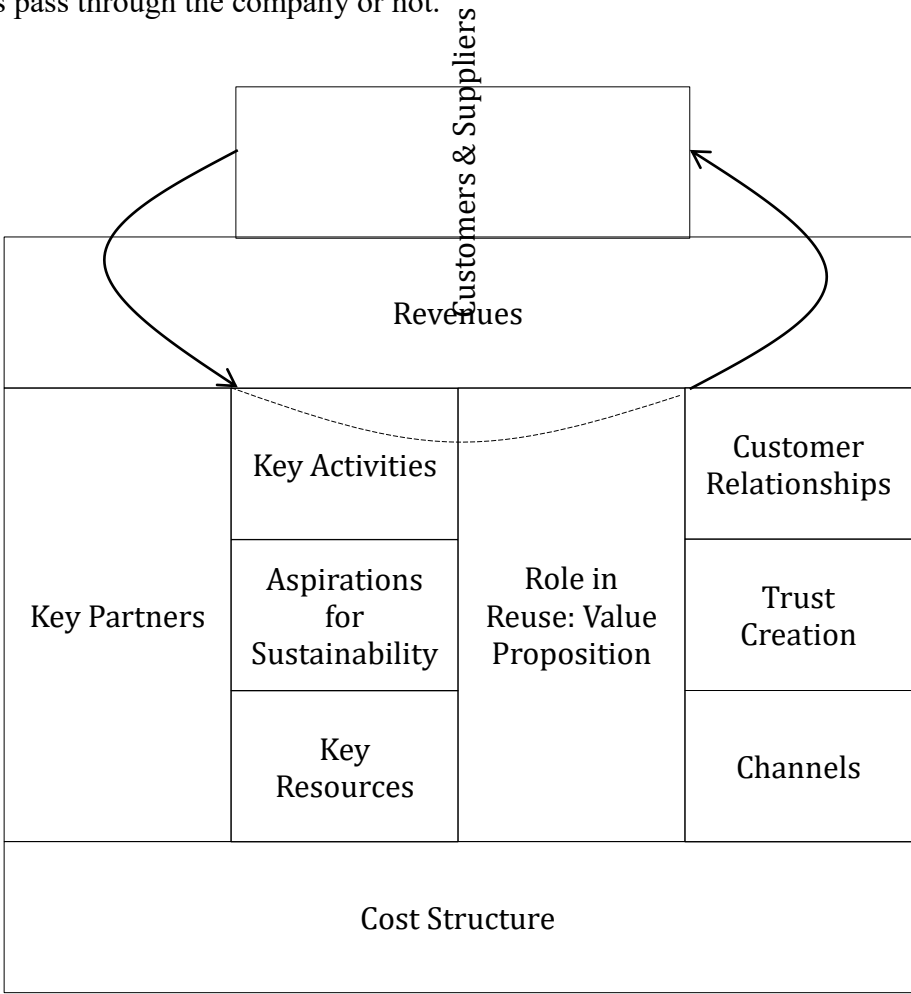 s pass through the company or not.
Customers & Suppliers
Revenues
Key Partners
Key Activities
Aspirations
for
Sustainability
Key
Resources
Role in
Reuse: Value
Proposition
Customer
Relationships
Trust
Creation
Channels
Cost Structure